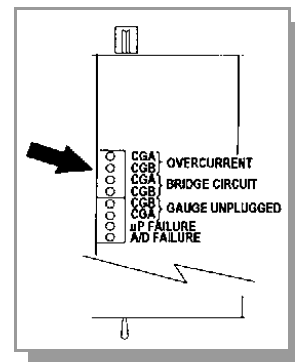 CGA
CGB
OVERCURRENT
CGA
CGB
BRIDGE CIRCUIT
CGB
CGA
GAUGE UNPLUGGED
µP FAILURE
A/D FAILURE